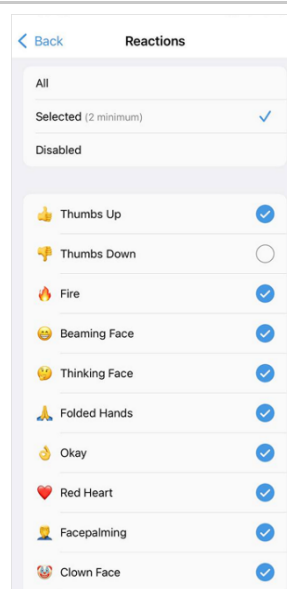 Back Reactions
All
Selected (2 minimum)
Disabled
Thumbs Up
Thumbs Down
Fire
Beaming Face
Thinking Face
Folded Hands
Okay
Red Heart
Facepalming
Clown Face